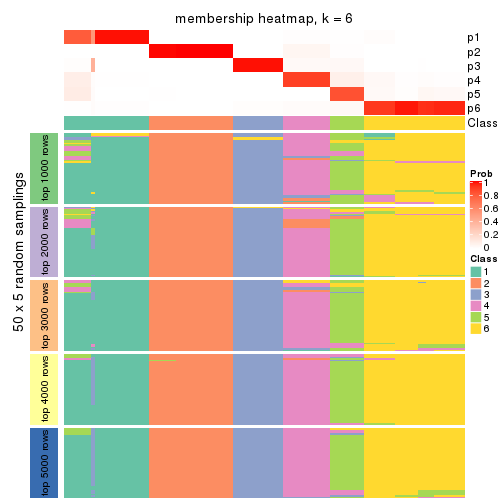 membership heatmap, k = 6
p1
p2
p3
p4
p5
p6
Class
50 x 5 random samplings
top 1000 rows
top 2000 rows
top 3000 rows
top 4000 rows
top 5000 rows
Prob
1
0.8
0.6
0.4
0.2
0
Class
1
2
3
4
5
6